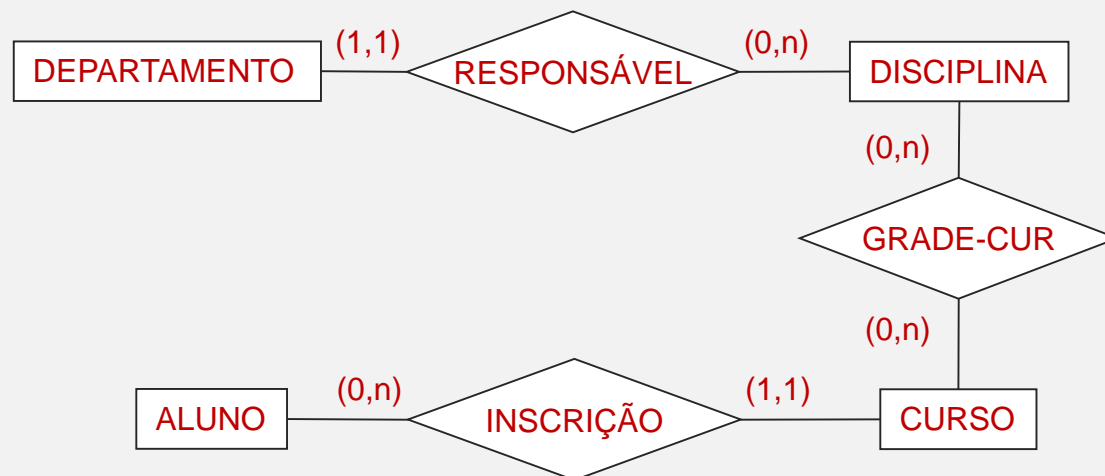 (1,1)
(0,n)
DEPARTAMENTO
RESPONSÁVEL
DISCIPLINA
(0,n)
GRADE-CUR
(0,n)
(0,n)
(1,1)
ALUNO
INSCRIÇÃO
CURSO